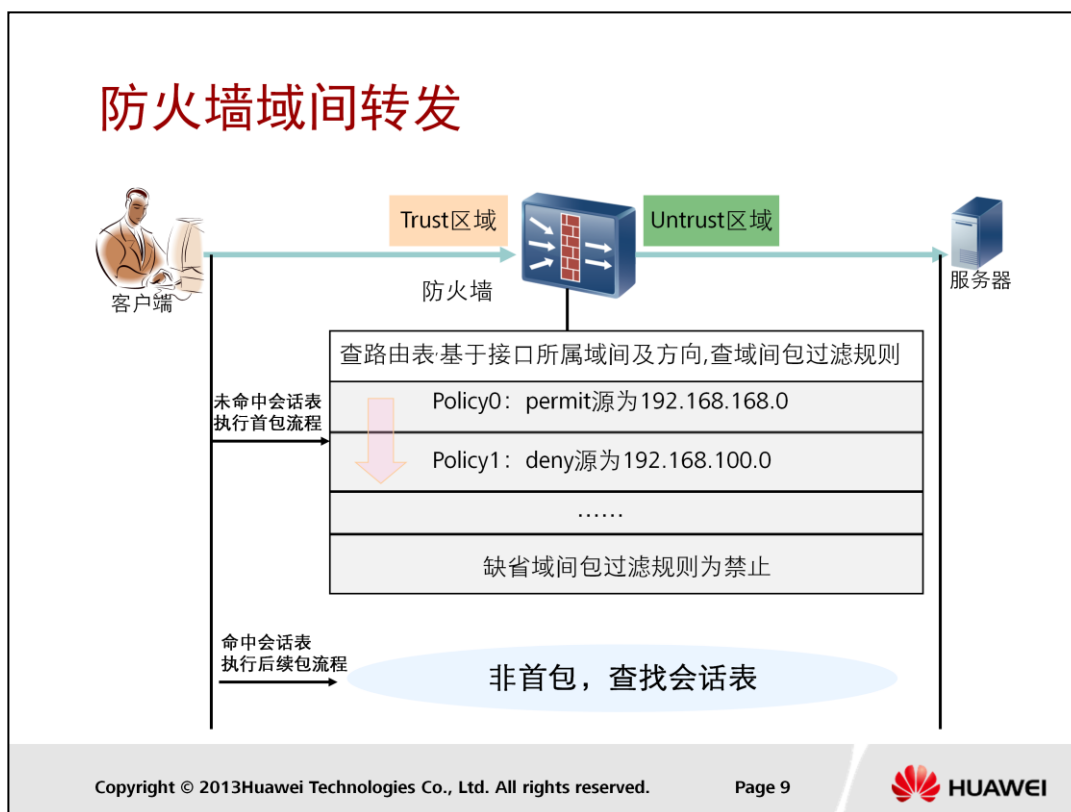 防火墙域间转发
Trust区域
Untrust区域
客户端
防火墙
服务器
查路由表·基于接口所属域间及方向,查域间包过滤规则
未命中会话表
执行首包流程
Policy0：permit源为192.168.168.0
Policy1：deny源为192.168.100.0
……
缺省域间包过滤规则为禁止
命中会话表
执行后续包流程
非首包，查找会话表
Copyright © 2013Huawei Technologies Co., Ltd. All rights reserved.
Page 9
HUAWEI